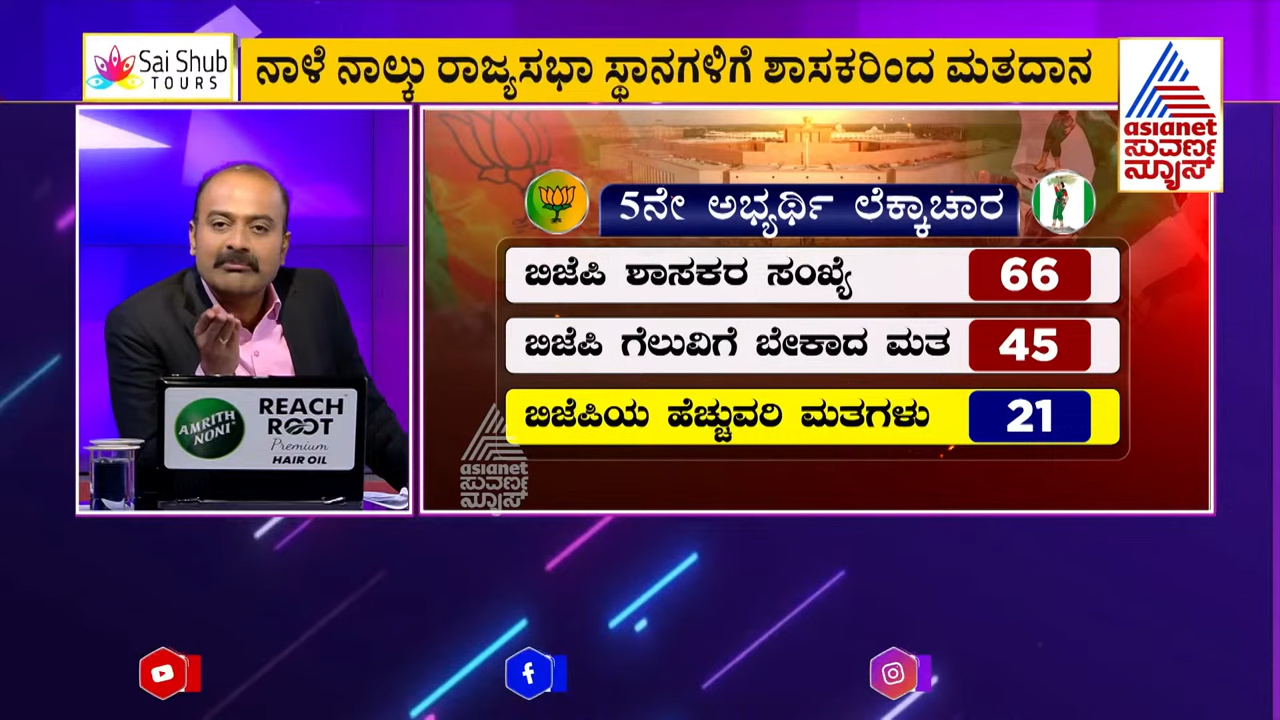 Sai Shub
TOURS
ನಾಳೆ ನಾಲ್ಕು ರಾಜ್ಯಸಭಾ ಸ್ಥಾನಗಳಿಗೆ ಶಾಸಕರಿಂದ ಮತದಾನ
asianet
ಸುವರ್ಣ
ನ್ಯೂಸ್
5ನೇ ಅಭ್ಯರ್ಥಿ ಲೆಕ್ಕಾಚಾರ
ಬಿಜೆಪಿ ಶಾಸಕರ ಸಂಖ್ಯೆ 66
ಬಿಜೆಪಿ ಗೆಲುವಿಗೆ ಬೇಕಾದ ಮತ 45
ಬಿಜೆಪಿಯ ಹೆಚ್ಚುವರಿ ಮತಗಳು 21
AMRITH
NONI
REACH
ROOT
Premium
HAIR OIL
asianet
ಸುವರ್ಣ
ನ್ಯೂಸ್